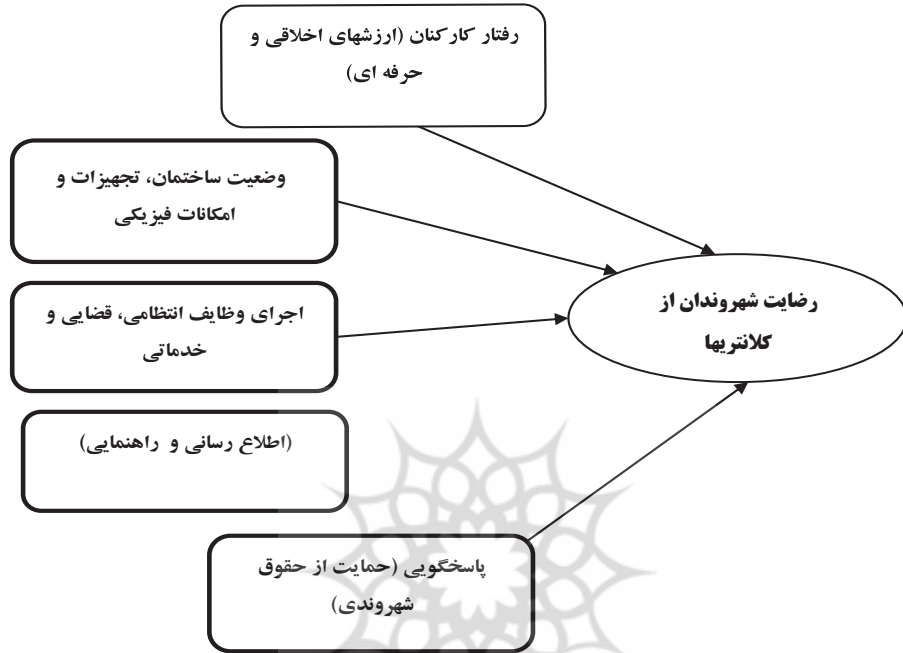 رفتار کارکنان (ارزشهای اخلاقی و
حرفه ای)
وضعیت ساختمان، تجهیزات و
امکانات فیزیکی
اجرای وظایف انتظامی، قضایی و
خدماتی
(اطلاع رسانی و راهنمایی)
پاسخگویی (حمایت از حقوق
شهروندی)
رضایت شهروندان از
کلانتریها